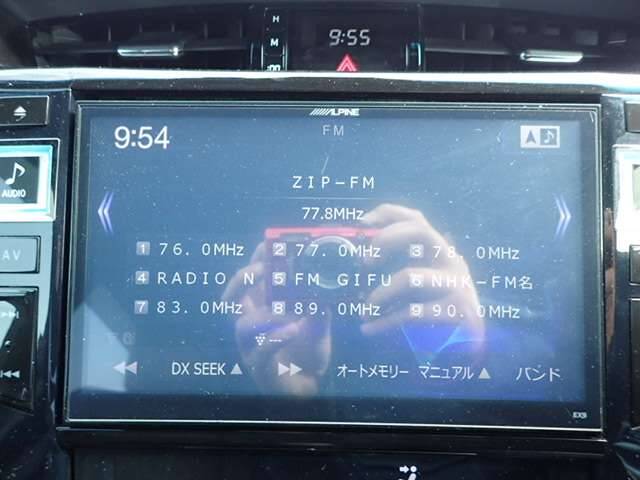 H
M
:00
9:55
ALPINE
9:54
FM
AUDIO
ZIP-FM
77.8MHz
1 76.0MHz 2 77.0MHz 3 78.0MHz
4 RADIO N 5 FM GIFU 6 NHK-FM名
7 83.0MHz 8 89.0MHz 9 90.0MHz
AV
---
DX SEEK▲ オートメモリー マニュアル▲ バンド
EX9